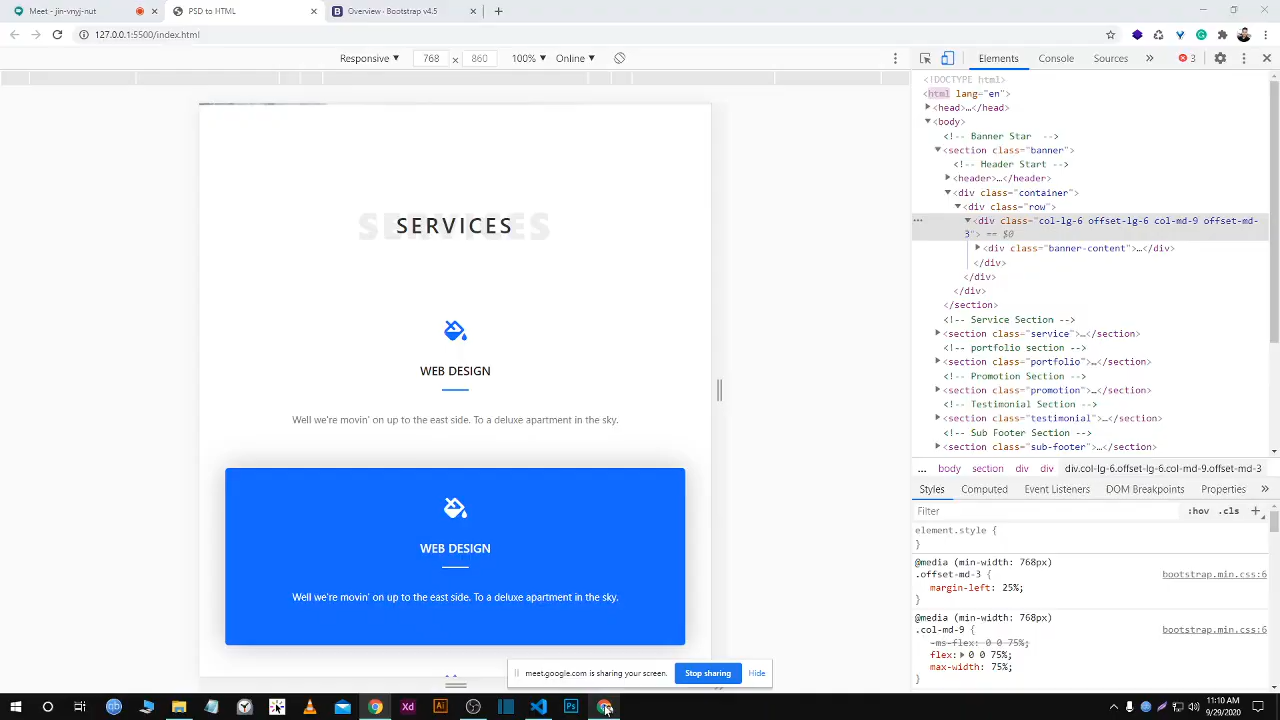 Meet - jin-vnyj-nut
PSD to HTML
Overview · Bootstrap v4.5
127.0.0.1:5500/index.html
Responsive 768 x 860 100% Online
Elements Console Sources » 3
<!DOCTYPE html>
<html lang="en">
<head>…</head>
<body>
<!-- Banner Star -->
<section class="banner">
<!-- Header Start -->
<header>…</header>
<div class="container">
<div class="row">
<div class="col-lg-6 offset-lg-6 col-md-9 offset-md-
3"> == $0
<div class="banner-content">…</div>
</div>
</div>
</div>
</section>
<!-- Service Section -->
<section class="service">…</section>
<!-- portfolio section -->
<section class="portfolio">…</section>
<!-- Promotion Section -->
<section class="promotion">…</section>
<!-- Testimonial Section -->
<section class="testimonial">…</section>
<!-- Sub Footer Section -->
<section class="sub-footer">…</section>
... body section div div div.col-lg-6.offset-lg-6.col-md-9.offset-md-3
Styles Computed Event Listeners DOM Breakpoints Properties »
Filter :hov .cls +
element.style {
}
@media (min-width: 768px)
.offset-md-3 { bootstrap.min.css:6
margin-left: 25%;
}
@media (min-width: 768px)
.col-md-9 { bootstrap.min.css:6
-ms-flex: 0 0 75%;
flex: 0 0 75%;
max-width: 75%;
}
SERVICES
SERVICES
WEB DESIGN
Well we're movin' on up to the east side. To a deluxe apartment in the sky.
WEB DESIGN
Well we're movin' on up to the east side. To a deluxe apartment in the sky.
meet.google.com is sharing your screen. Stop sharing Hide
qb Xd Ai Ps
11:10 AM
9/29/2020